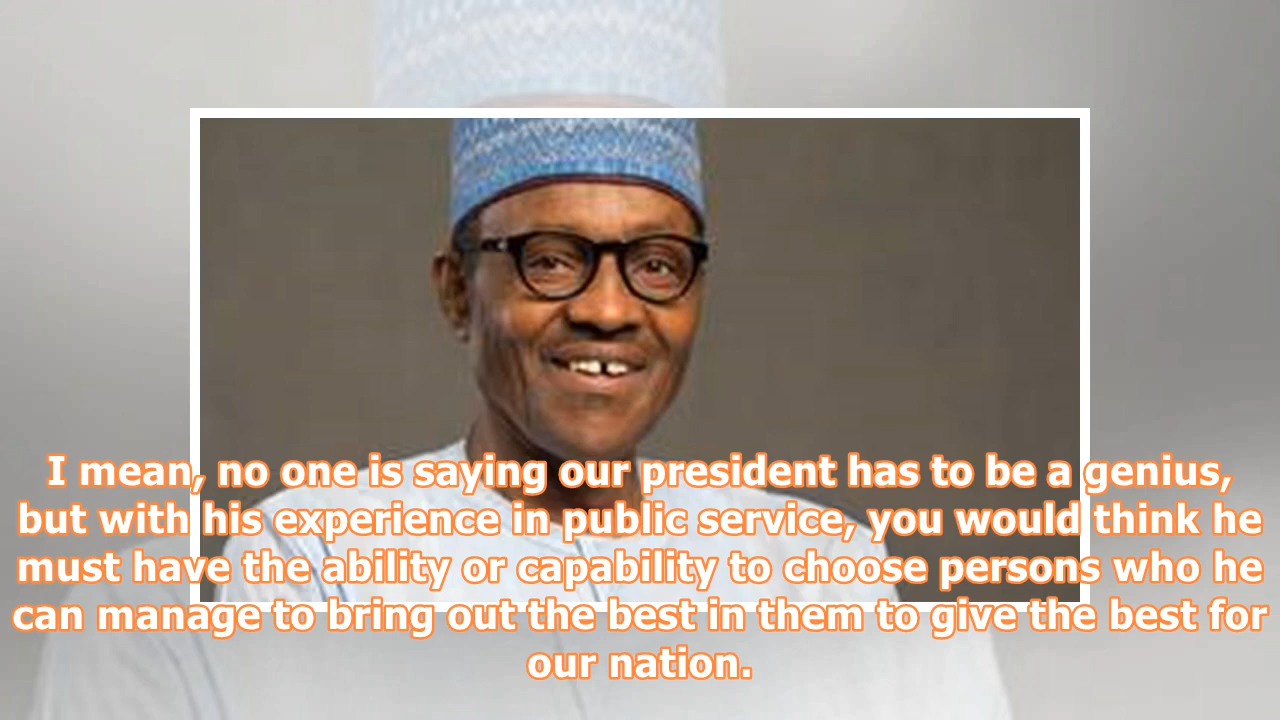 I mean, no one is saying our president has to be a genius,
but with his experience in public service, you would think he
must have the ability or capability to choose persons who he
can manage to bring out the best in them to give the best for
our nation.